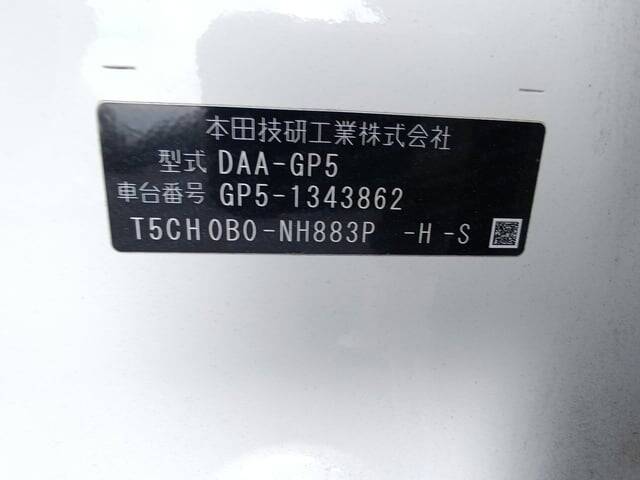 本田技研工業株式会社
型式 DAA-GP5
車台番号 GP5-1343862
T5CH0B0-NH883P -H -S